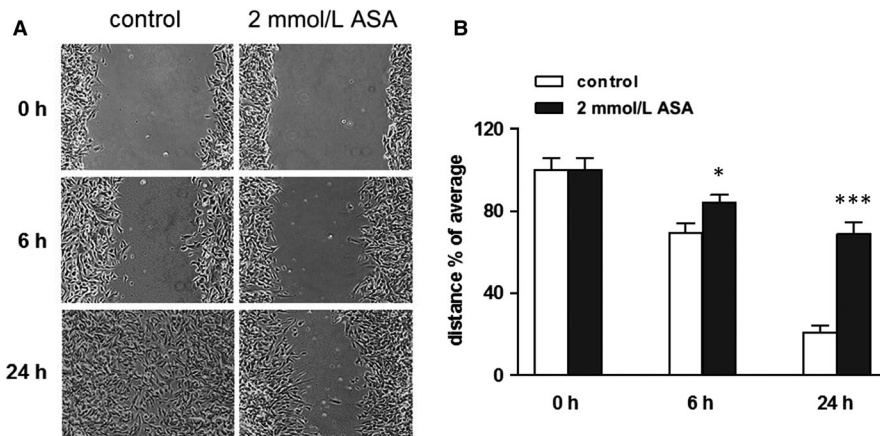 A
control
2 mmol/L ASA
0 h
6 h
24 h
B
control
2 mmol/L ASA
distance % of average
120
80
40
0
*
***
0 h
6 h
24 h